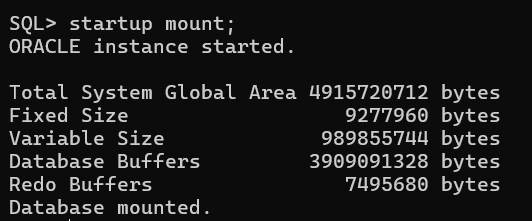 SQL> startup mount;
ORACLE instance started.

Total System Global Area 4915720712 bytes
Fixed Size                  9277960 bytes
Variable Size             989855744 bytes
Database Buffers         3909091328 bytes
Redo Buffers                7495680 bytes
Database mounted.